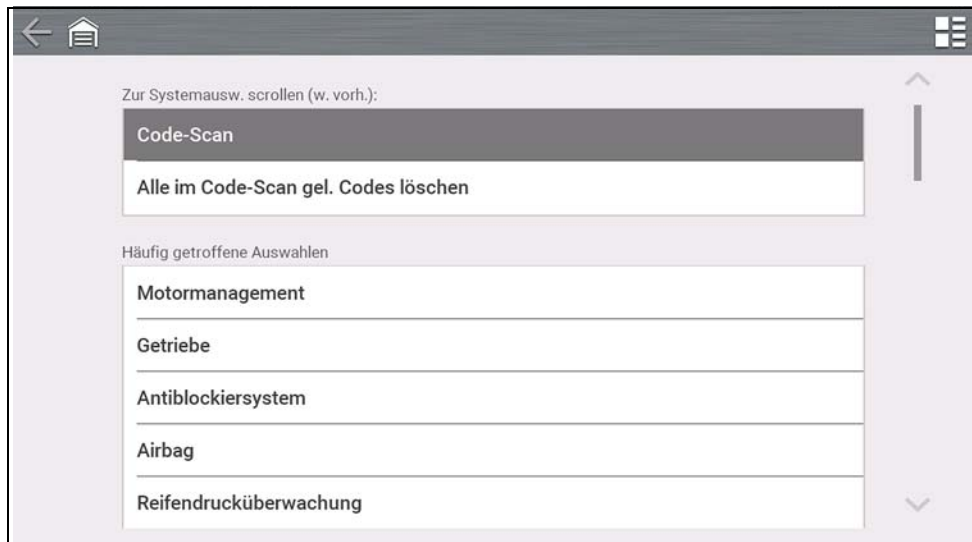 Zur Systemausw. scrollen (w. vorh.):
Code-Scan
Alle im Code-Scan gel. Codes löschen
Häufig getroffene Auswahlen
Motormanagement
Getriebe
Antiblockiersystem
Airbag
Reifendrucküberwachung